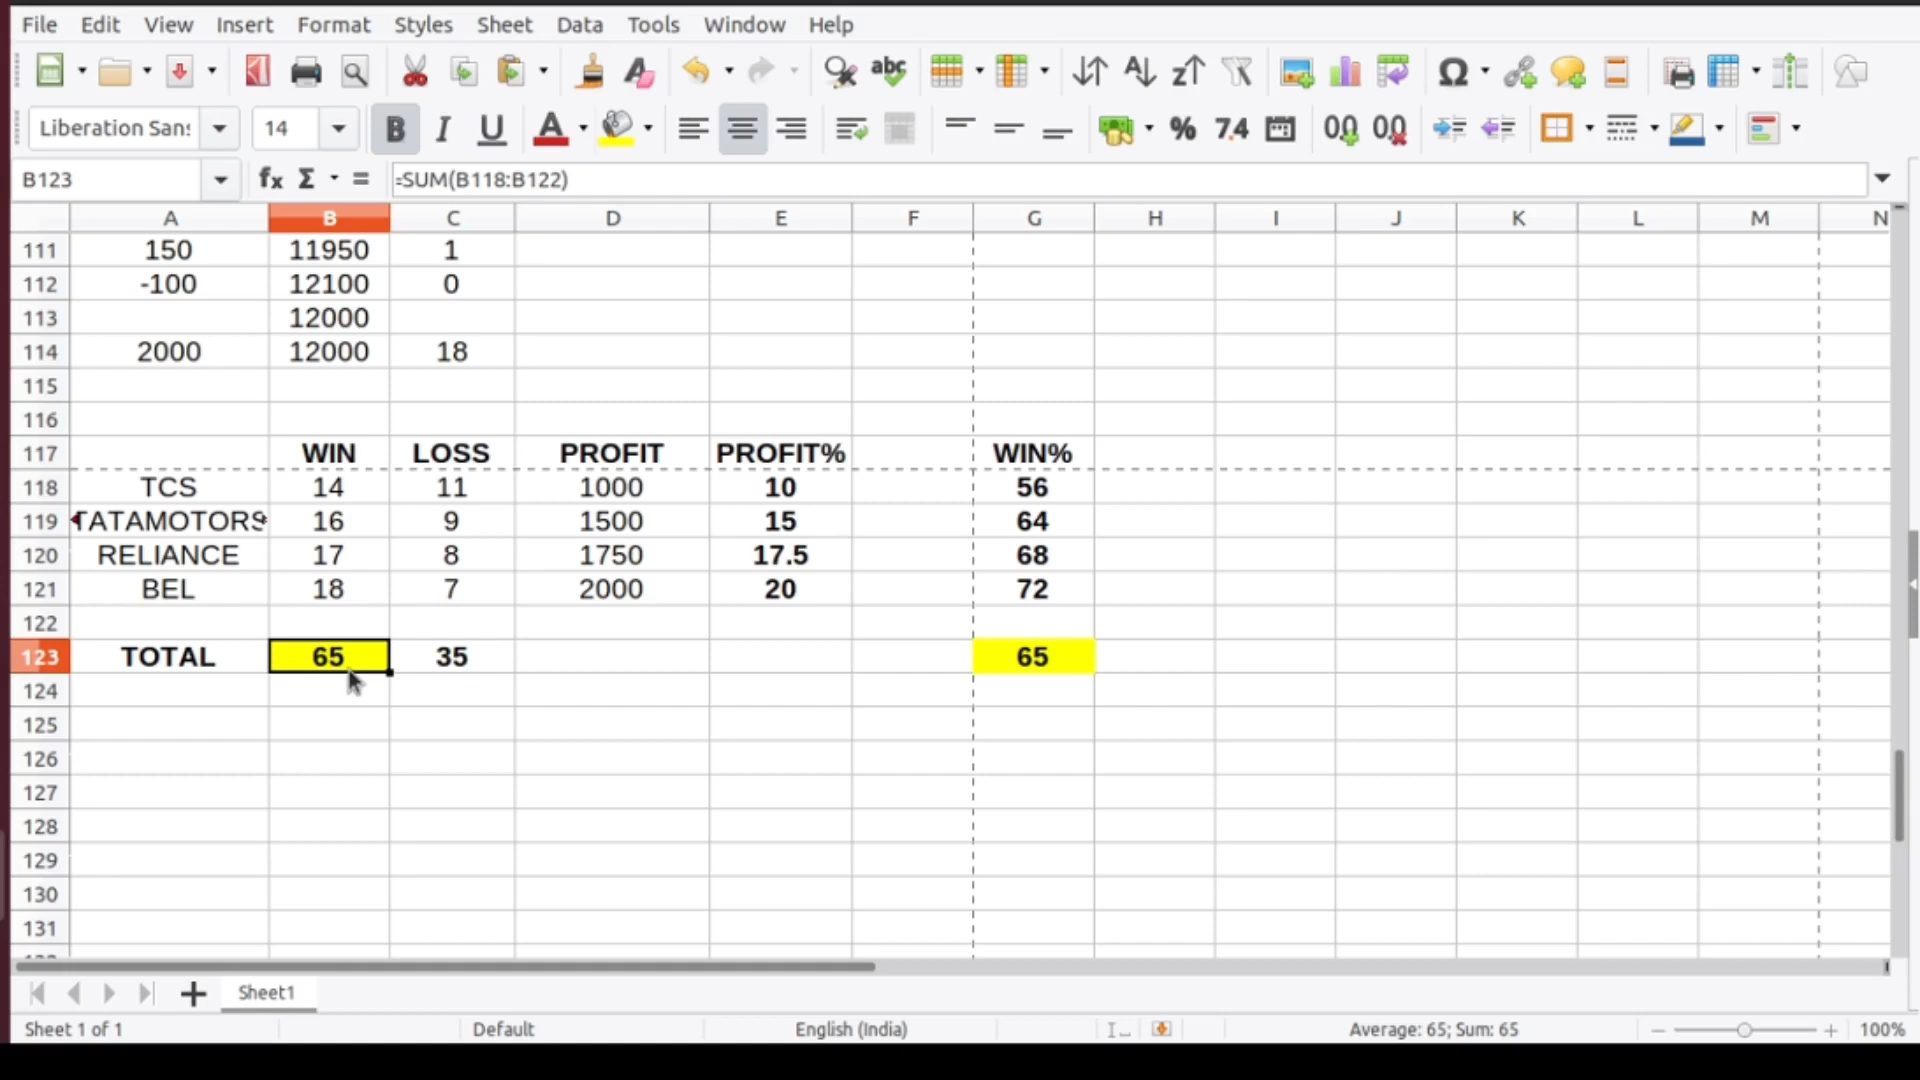 File Edit View Insert Format Styles Sheet Data Tools Window Help
Liberation Sans 14
B123 =SUM(B118:B122)
A B C D E F G H I J K L M N
111 150 11950 1
112 -100 12100 0
113 12000
114 2000 12000 18
115
116
117 WIN LOSS PROFIT PROFIT% WIN%
118 TCS 14 11 1000 10 56
119 TATAMOTORS 16 9 1500 15 64
120 RELIANCE 17 8 1750 17.5 68
121 BEL 18 7 2000 20 72
122
123 TOTAL 65 35 65
124
125
126
127
128
129
130
131
Sheet1
Sheet 1 of 1 Default English (India) Average: 65; Sum: 65 100%